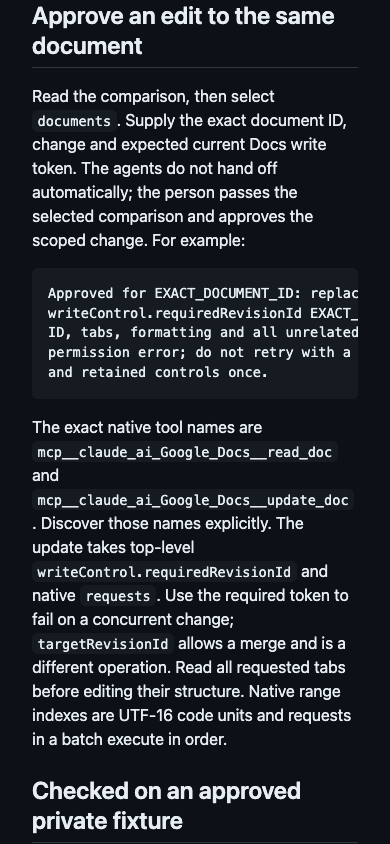 Approve an edit to the same
document
Read the comparison, then select
documents. Supply the exact document ID,
change and expected current Docs write
token. The agents do not hand off
automatically; the person passes the
selected comparison and approves the
scoped change. For example:
Approved for EXACT_DOCUMENT_ID: replac
writeControl.requiredRevisionId EXACT_
ID, tabs, formatting and all unrelated
permission error; do not retry with a
and retained controls once.
The exact native tool names are
mcp__claude_ai_Google_Docs__read_doc
and
mcp__claude_ai_Google_Docs__update_doc
. Discover those names explicitly. The
update takes top-level
writeControl.requiredRevisionId and
native requests. Use the required token to
fail on a concurrent change;
targetRevisionId allows a merge and is a
different operation. Read all requested tabs
before editing their structure. Native range
indexes are UTF-16 code units and requests
in a batch execute in order.
Checked on an approved
private fixture